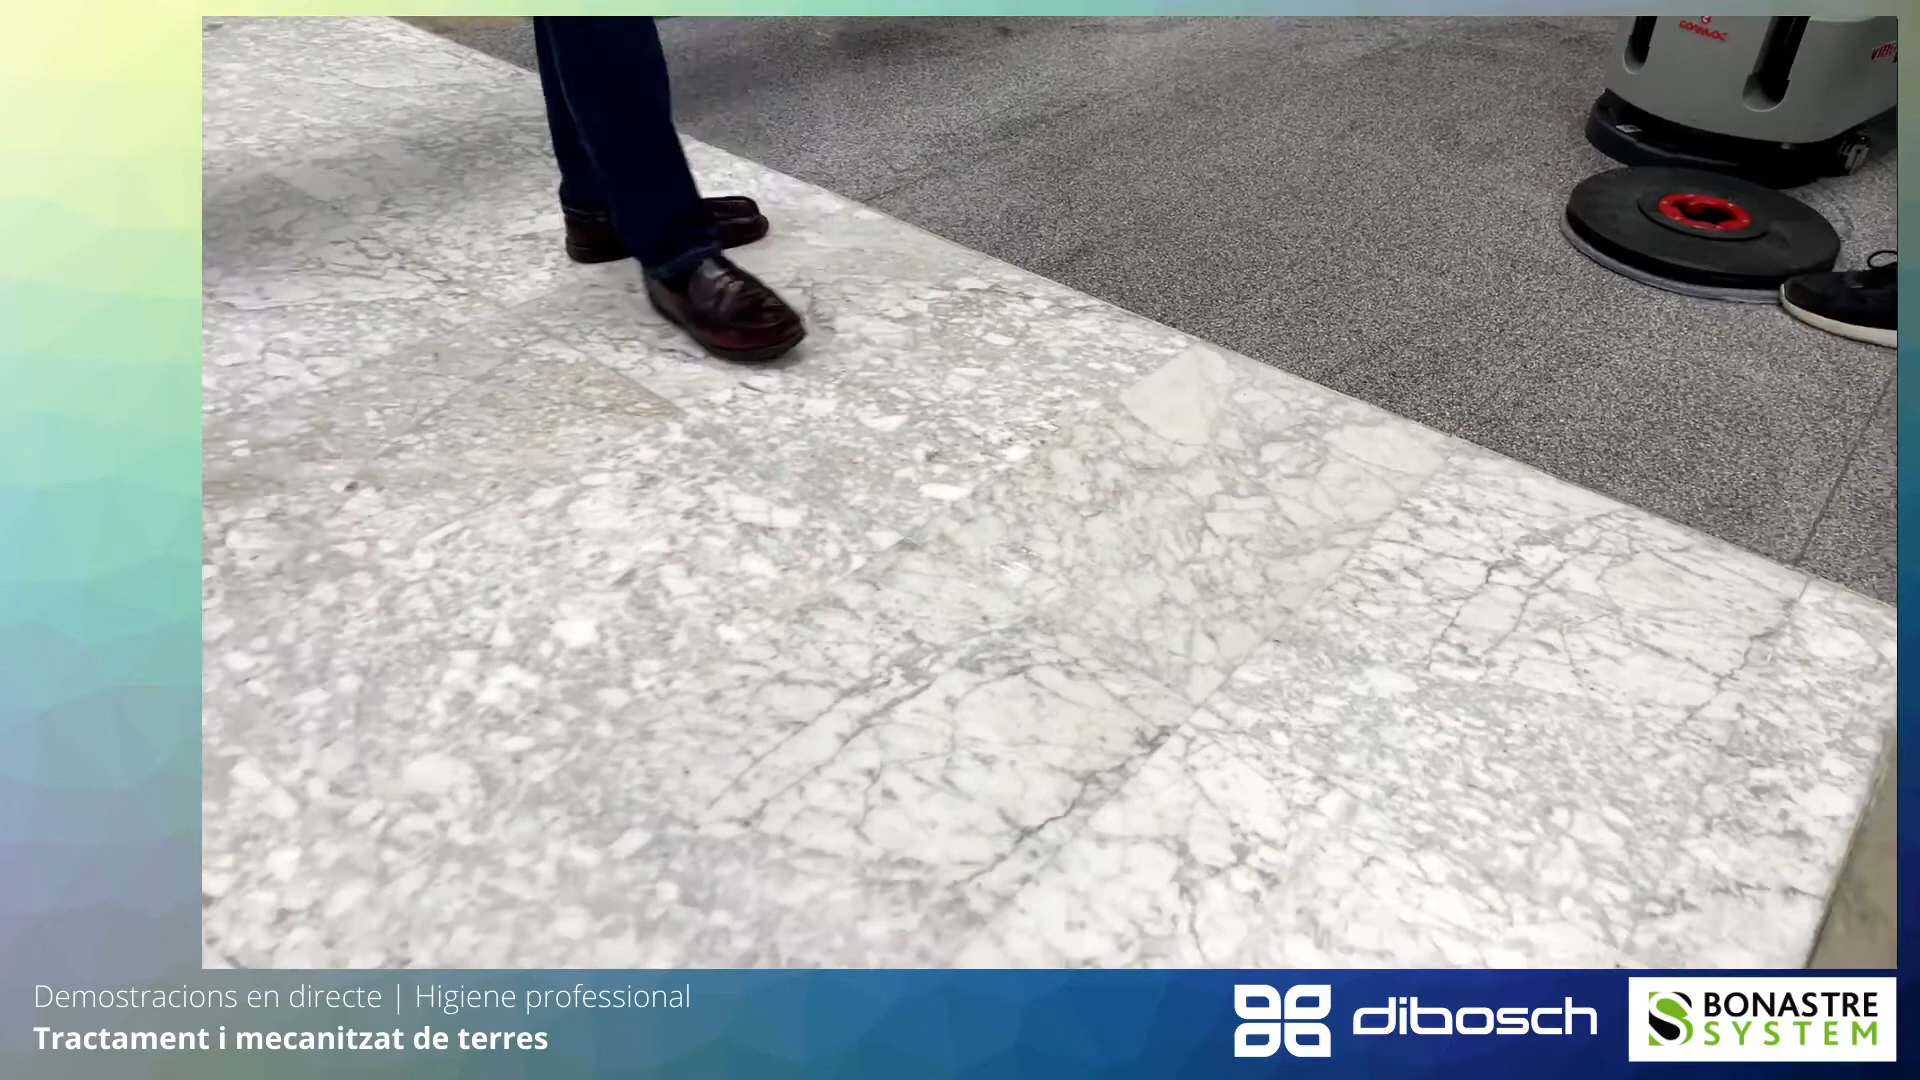 Demostracions en directe | Higiene professional
Tractament i mecanitzat de terres
dibosch
BONASTRE
SYSTEM